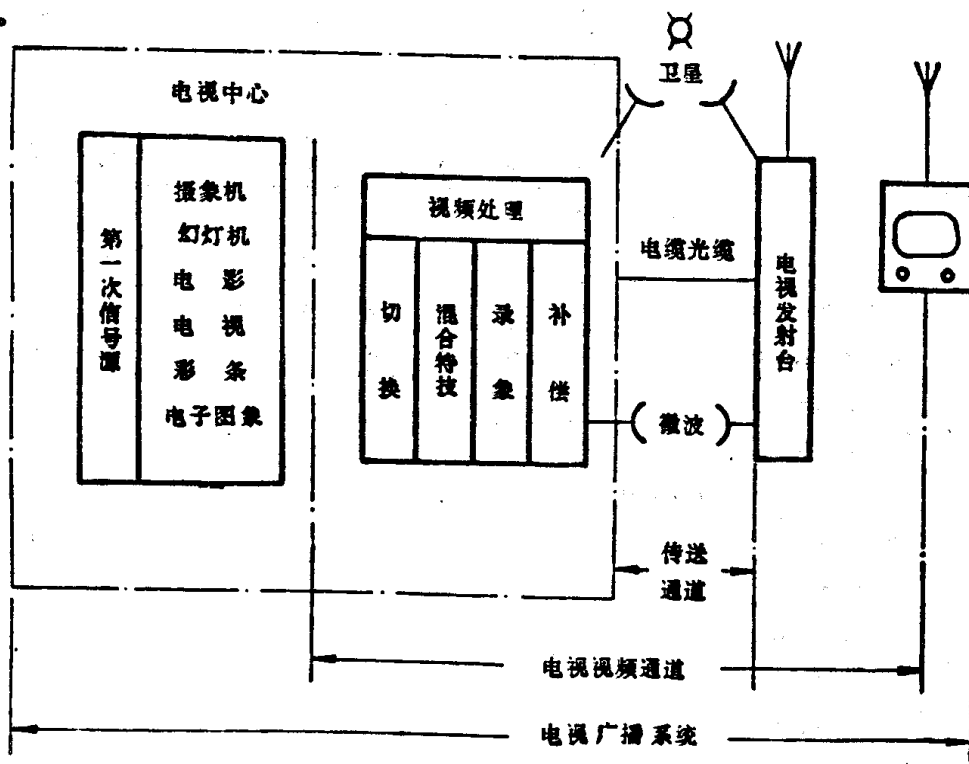 卫星
电视中心
摄象机
幻灯机
电影
电视
彩条
电子图象
第一次信号源
视频处理
切换
混合特技
录象
补偿
电缆光缆
微波
电视发射台
传送
通道
电视视频通道
电视广播系统